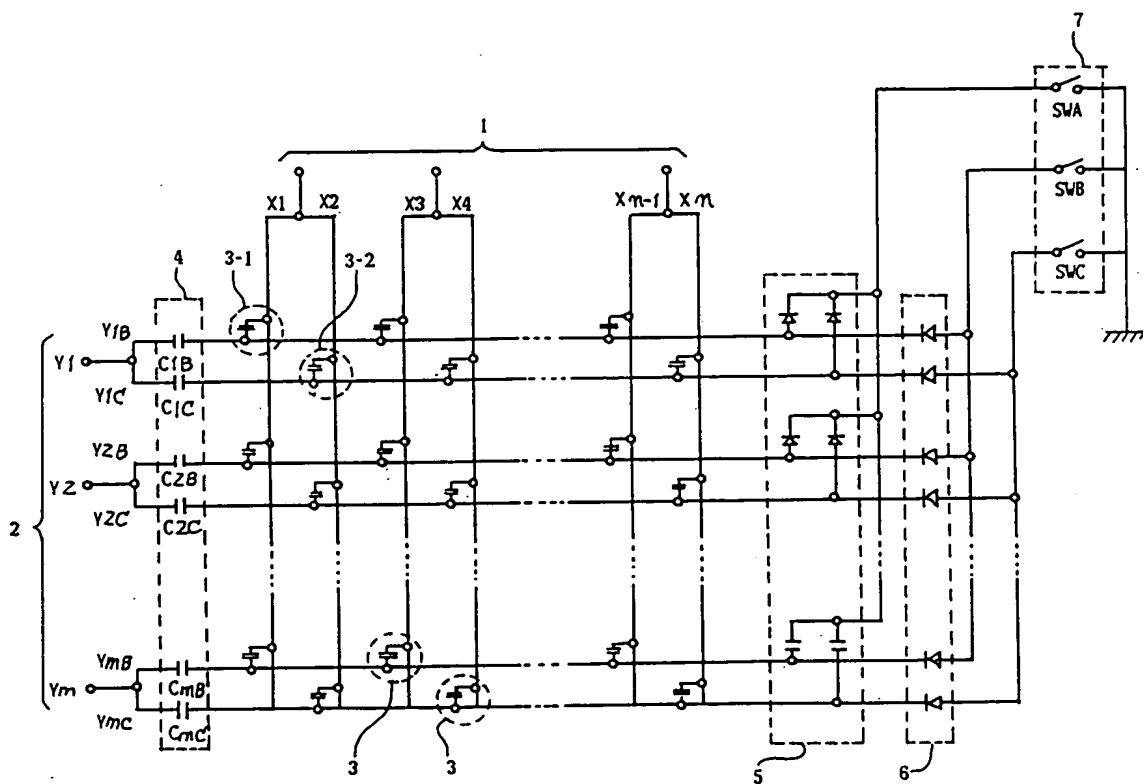 7
SWA
1
SWB
X1 X2 X3 X4 Xn-1 Xn
SWC
4 3-1 3-2
Y1B
Y1 C1B
Y1C C1C
Y2B
Y2 C2B
2 Y2C C2C
YmB
Ym CmB
YmC CmC
3 3 5 6